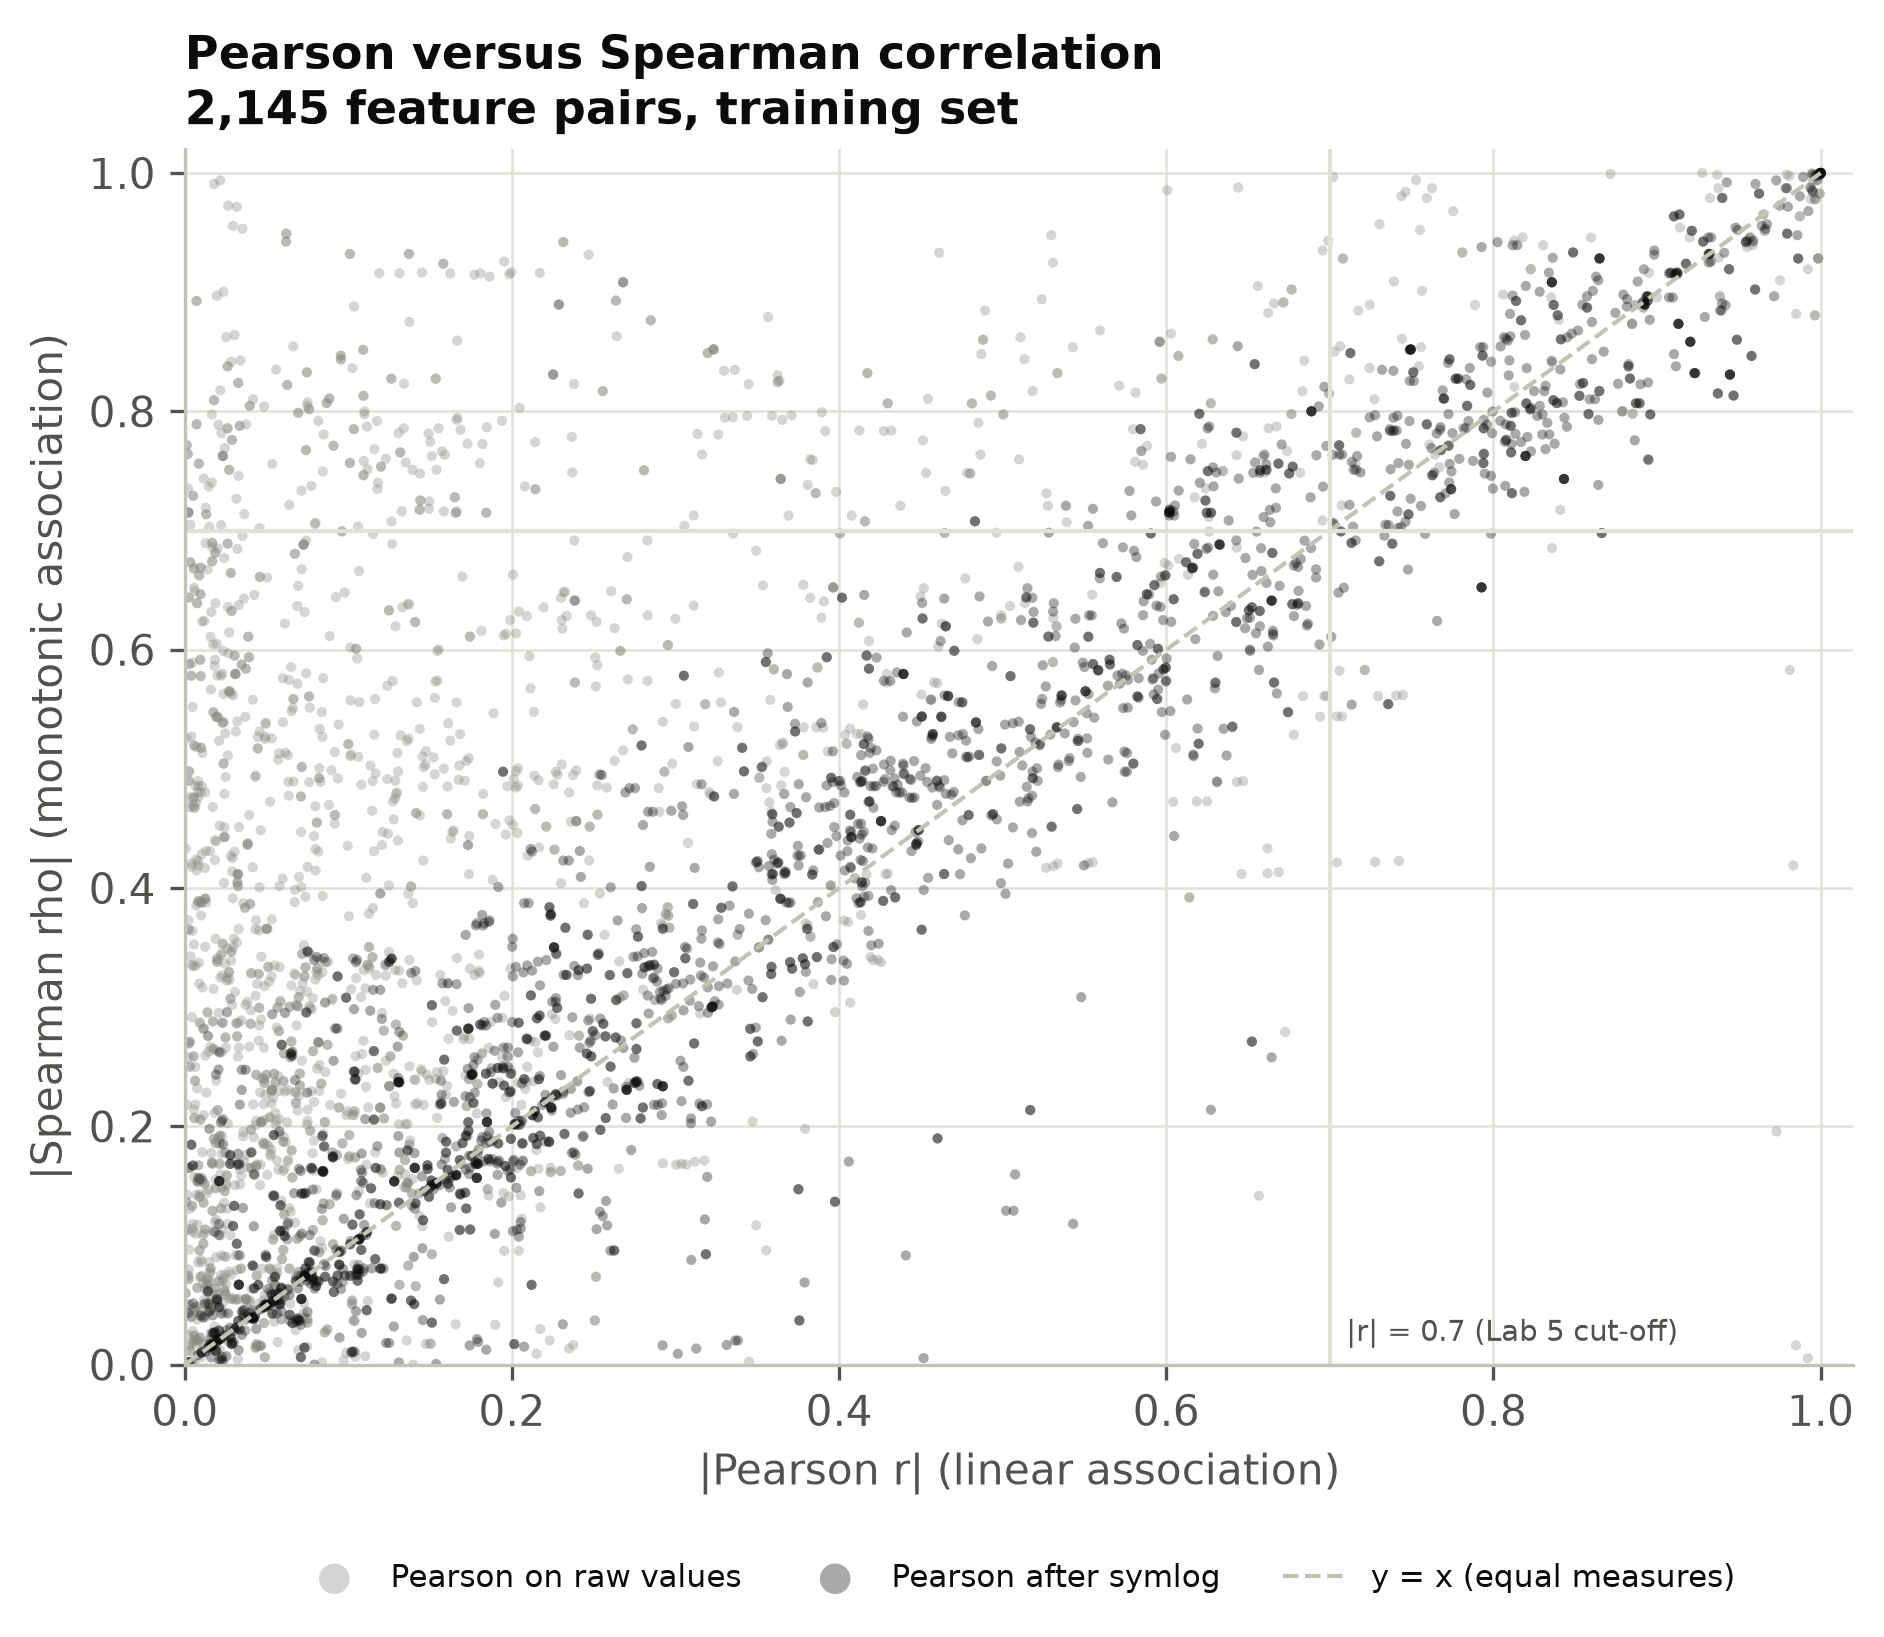 Pearson versus Spearman correlation
2,145 feature pairs, training set
|Spearman rho| (monotonic association)
1.0
0.8
0.6
0.4
0.2
0.0
|r| = 0.7 (Lab 5 cut-off)
0.0 0.2 0.4 0.6 0.8 1.0
|Pearson r| (linear association)
Pearson on raw values Pearson after symlog y = x (equal measures)